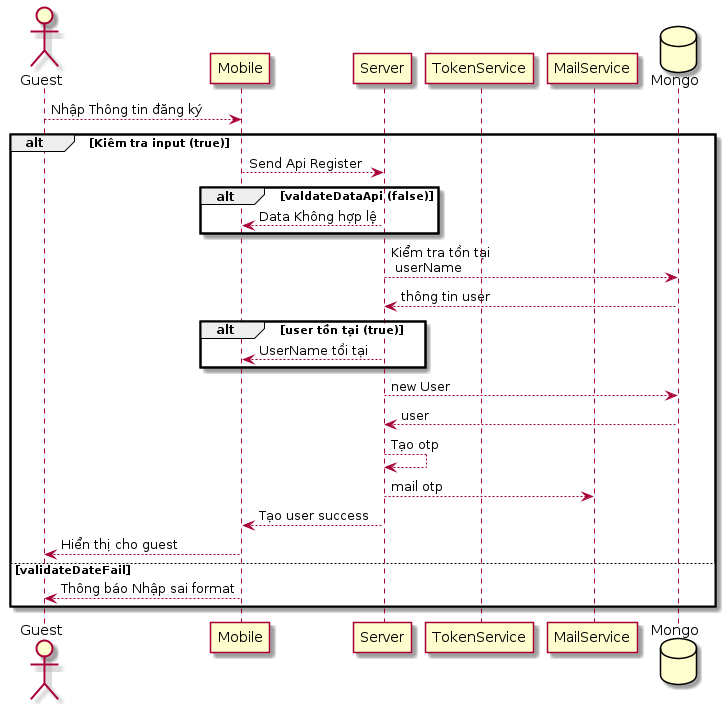 Guest
Mobile
Server
TokenService
MailService
Mongo
Nhập Thông tin đăng ký
alt
[Kiêm tra input (true)]
Send Api Register
alt
[valdateDataApi (false)]
Data Không hợp lệ
Kiểm tra tồn tại
userName
thông tin user
alt
[user tồn tại (true)]
UserName tồi tại
new User
user
Tạo otp
mail otp
Tạo user success
Hiển thị cho guest
[validateDateFail]
Thông báo Nhập sai format
Guest
Mobile
Server
TokenService
MailService
Mongo